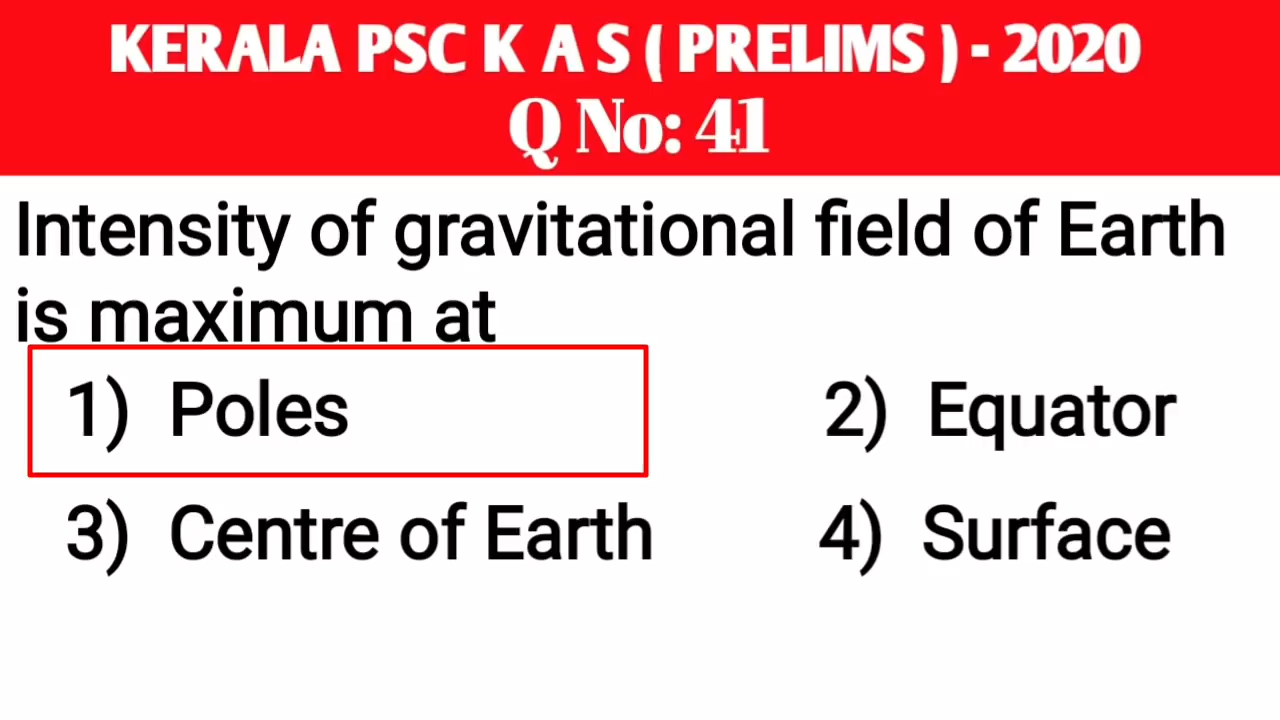 KERALA PSC K A S ( PRELIMS ) - 2020
Q No: 41
Intensity of gravitational field of Earth
is maximum at
1) Poles
2) Equator
3) Centre of Earth
4) Surface